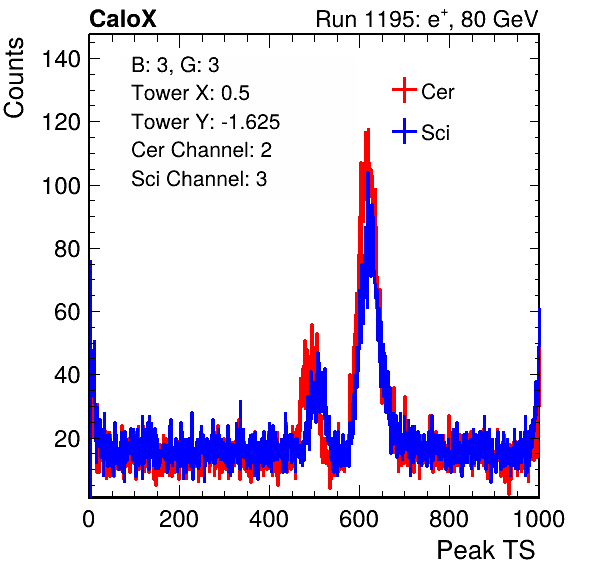 CaloX Run 1195: e⁺, 80 GeV
Counts
140
120
100
80
60
40
20
B: 3, G: 3
Tower X: 0.5
Tower Y: -1.625
Cer Channel: 2
Sci Channel: 3
Cer
Sci
0 200 400 600 800 1000
Peak TS